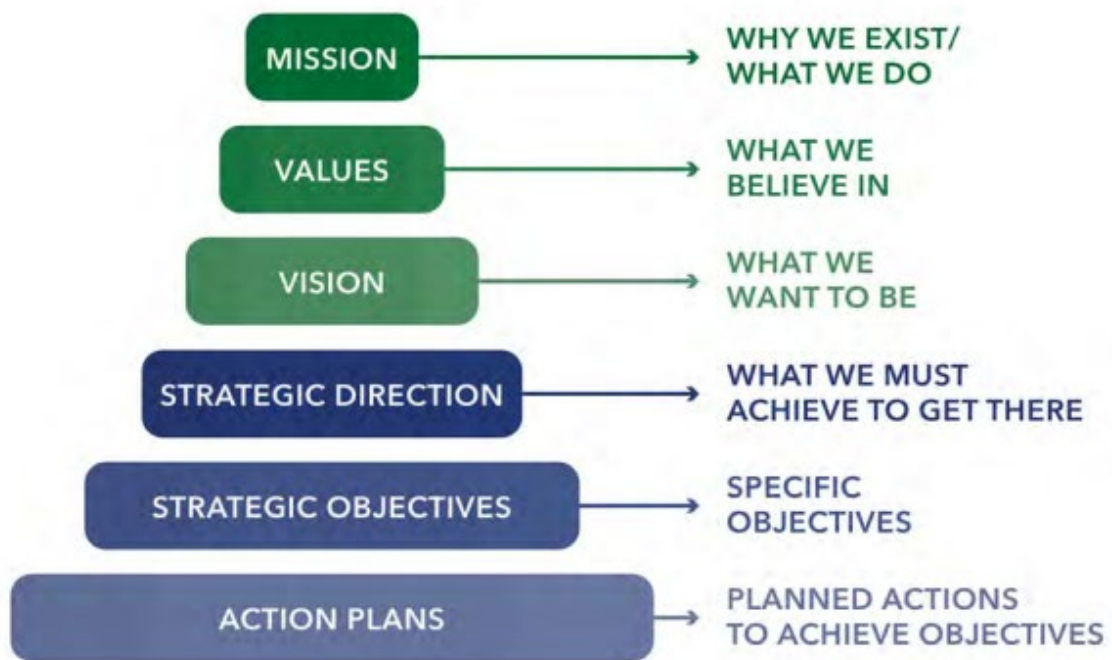 MISSION
WHY WE EXIST/
WHAT WE DO
VALUES
WHAT WE
BELIEVE IN
VISION
WHAT WE
WANT TO BE
STRATEGIC DIRECTION
WHAT WE MUST
ACHIEVE TO GET THERE
STRATEGIC OBJECTIVES
SPECIFIC
OBJECTIVES
ACTION PLANS
PLANNED ACTIONS
TO ACHIEVE OBJECTIVES